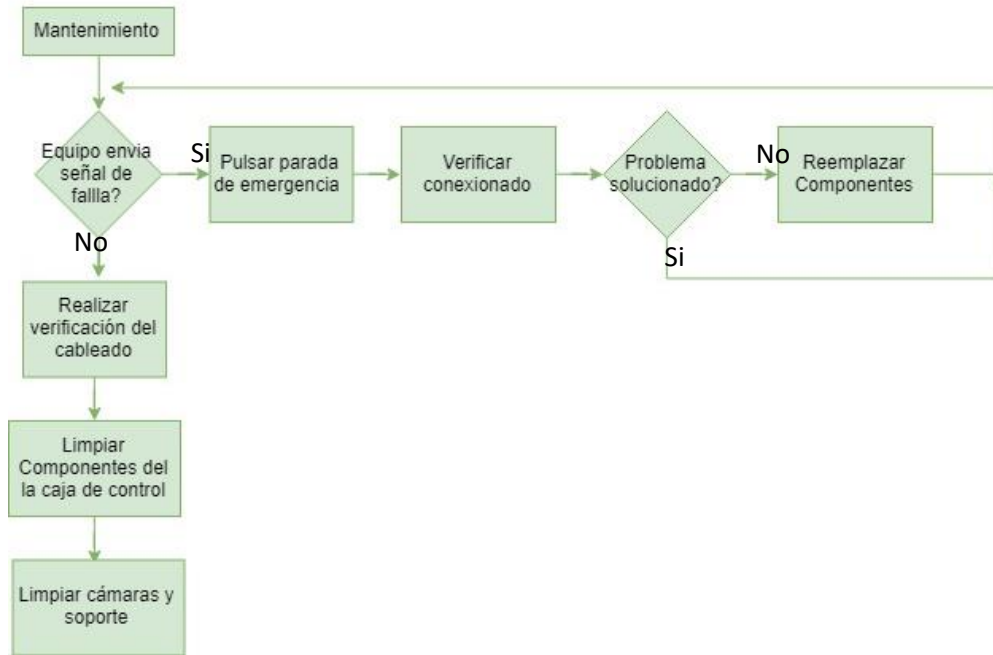 Mantenimiento
Equipo envia
señal de
fallla?
Si
Pulsar parada
de emergencia
Verificar
conexionado
Problema
solucionado?
No
Reemplazar
Componentes
No
Si
Realizar
verificación del
cableado
Limpiar
Componentes del
la caja de control
Limpiar cámaras y
soporte